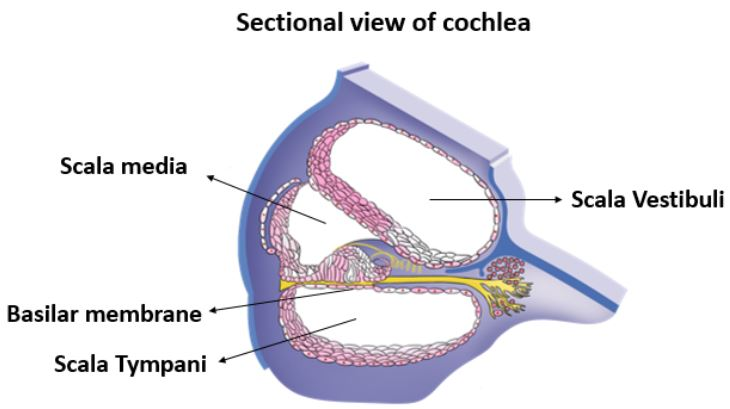 Sectional view of cochlea
Scala media
Scala Vestibuli
Basilar membrane
Scala Tympani